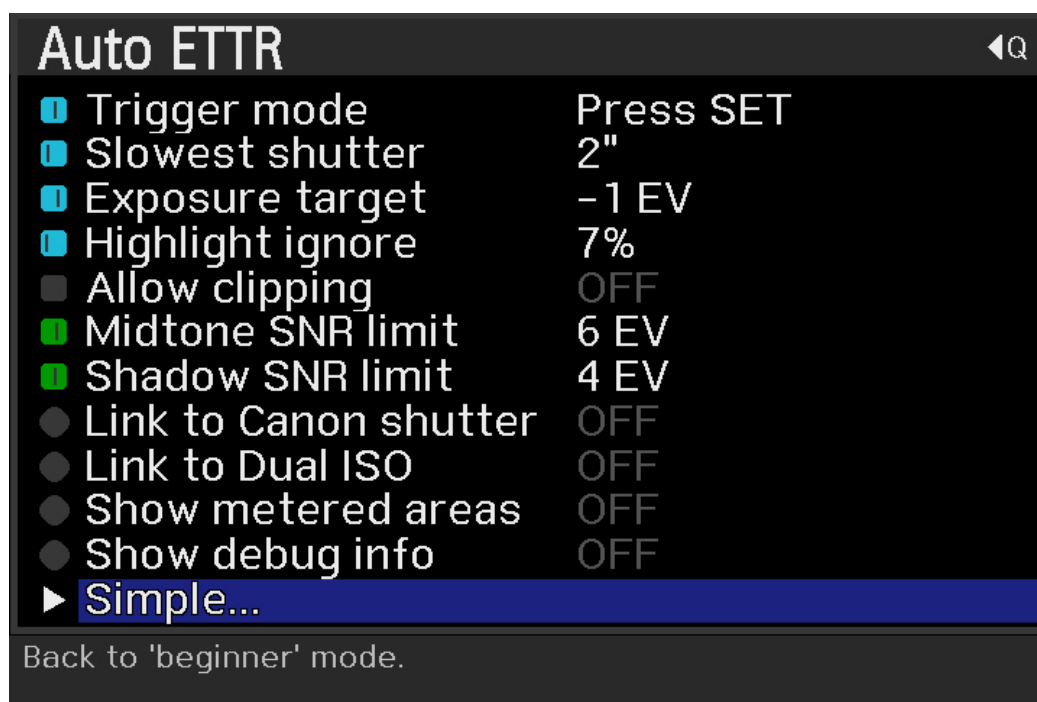 Auto ETTR Q
Trigger mode Press SET
Slowest shutter 2"
Exposure target -1 EV
Highlight ignore 7%
Allow clipping OFF
Midtone SNR limit 6 EV
Shadow SNR limit 4 EV
Link to Canon shutter OFF
Link to Dual ISO OFF
Show metered areas OFF
Show debug info OFF
Simple...
Back to 'beginner' mode.